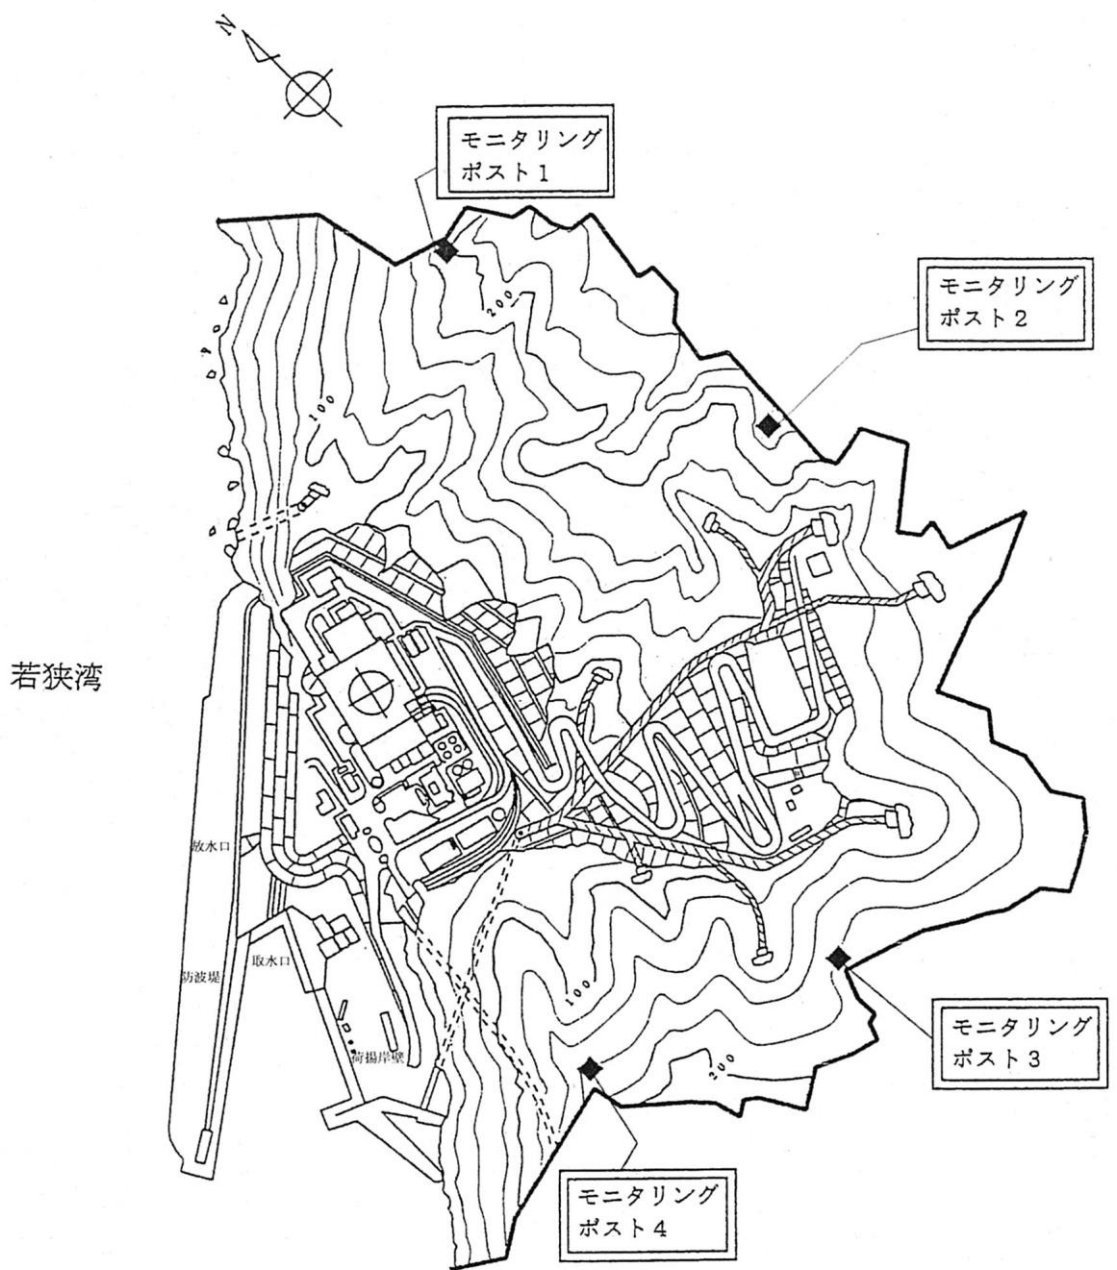 N
モニタリング
ポスト1
モニタリング
ポスト2
200
100
若狭湾
放水口
取水口
防波堤
荷揚岸壁
100
200
モニタリング
ポスト3
モニタリング
ポスト4